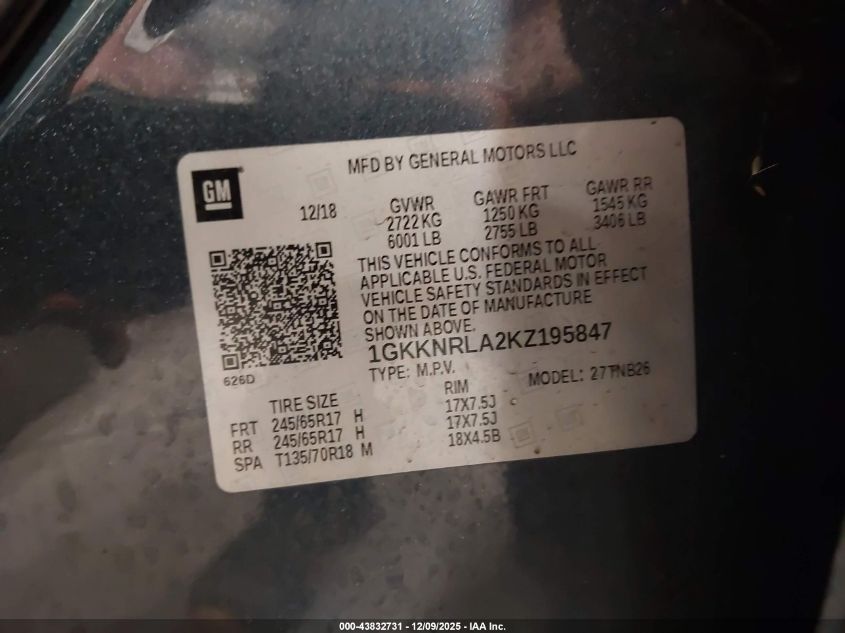 GM
MFD BY GENERAL MOTORS LLC
12/18
GVWR GAWR FRT GAWR RR
2722 KG 1250 KG 1545 KG
6001 LB 2755 LB 3406 LB
THIS VEHICLE CONFORMS TO ALL
APPLICABLE U.S. FEDERAL MOTOR
VEHICLE SAFETY STANDARDS IN EFFECT
ON THE DATE OF MANUFACTURE
SHOWN ABOVE.
1GKKNRLA2KZ195847
626D
TYPE: M.P.V. MODEL: 27TNB26
TIRE SIZE RIM
FRT 245/65R17 H 17X7.5J
RR 245/65R17 H 17X7.5J
SPA T135/70R18 M 18X4.5B
000-43832731 - 12/09/2025 - IAA Inc.